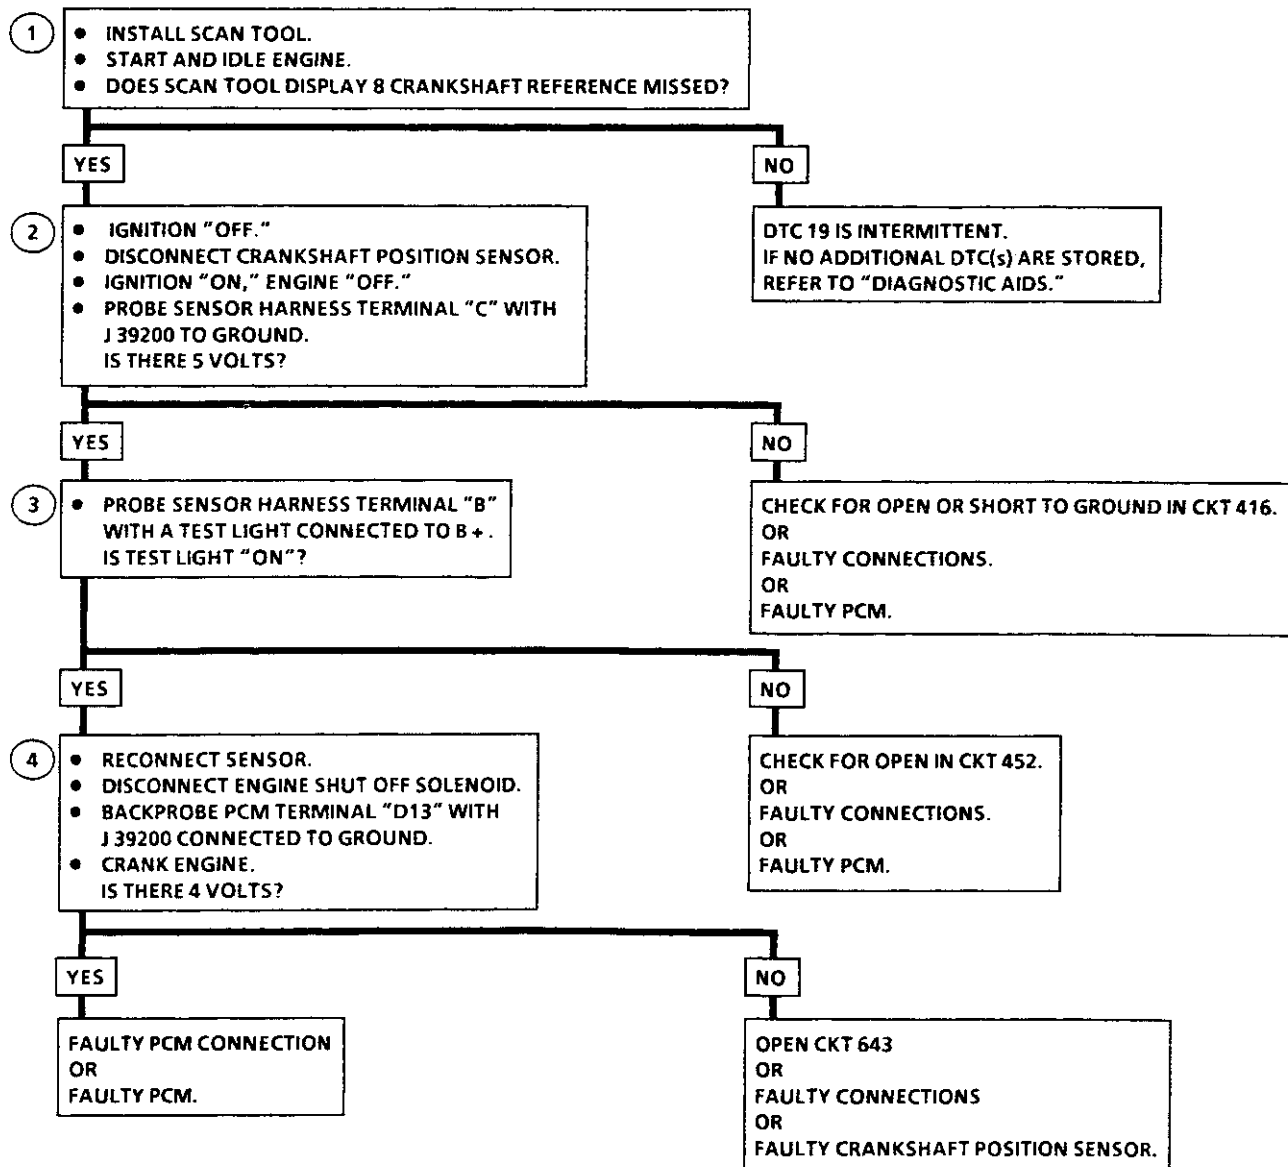 1
• INSTALL SCAN TOOL.
• START AND IDLE ENGINE.
• DOES SCAN TOOL DISPLAY 8 CRANKSHAFT REFERENCE MISSED?
YES
NO
2
• IGNITION "OFF."
• DISCONNECT CRANKSHAFT POSITION SENSOR.
• IGNITION "ON," ENGINE "OFF."
• PROBE SENSOR HARNESS TERMINAL "C" WITH
J 39200 TO GROUND.
IS THERE 5 VOLTS?
DTC 19 IS INTERMITTENT.
IF NO ADDITIONAL DTC(s) ARE STORED,
REFER TO "DIAGNOSTIC AIDS."
YES
NO
3
• PROBE SENSOR HARNESS TERMINAL "B"
WITH A TEST LIGHT CONNECTED TO B +.
IS TEST LIGHT "ON"?
CHECK FOR OPEN OR SHORT TO GROUND IN CKT 416.
OR
FAULTY CONNECTIONS.
OR
FAULTY PCM.
YES
NO
4
• RECONNECT SENSOR.
• DISCONNECT ENGINE SHUT OFF SOLENOID.
• BACKPROBE PCM TERMINAL "D13" WITH
J 39200 CONNECTED TO GROUND.
• CRANK ENGINE.
IS THERE 4 VOLTS?
CHECK FOR OPEN IN CKT 452.
OR
FAULTY CONNECTIONS.
OR
FAULTY PCM.
YES
NO
FAULTY PCM CONNECTION
OR
FAULTY PCM.
OPEN CKT 643
OR
FAULTY CONNECTIONS
OR
FAULTY CRANKSHAFT POSITION SENSOR.